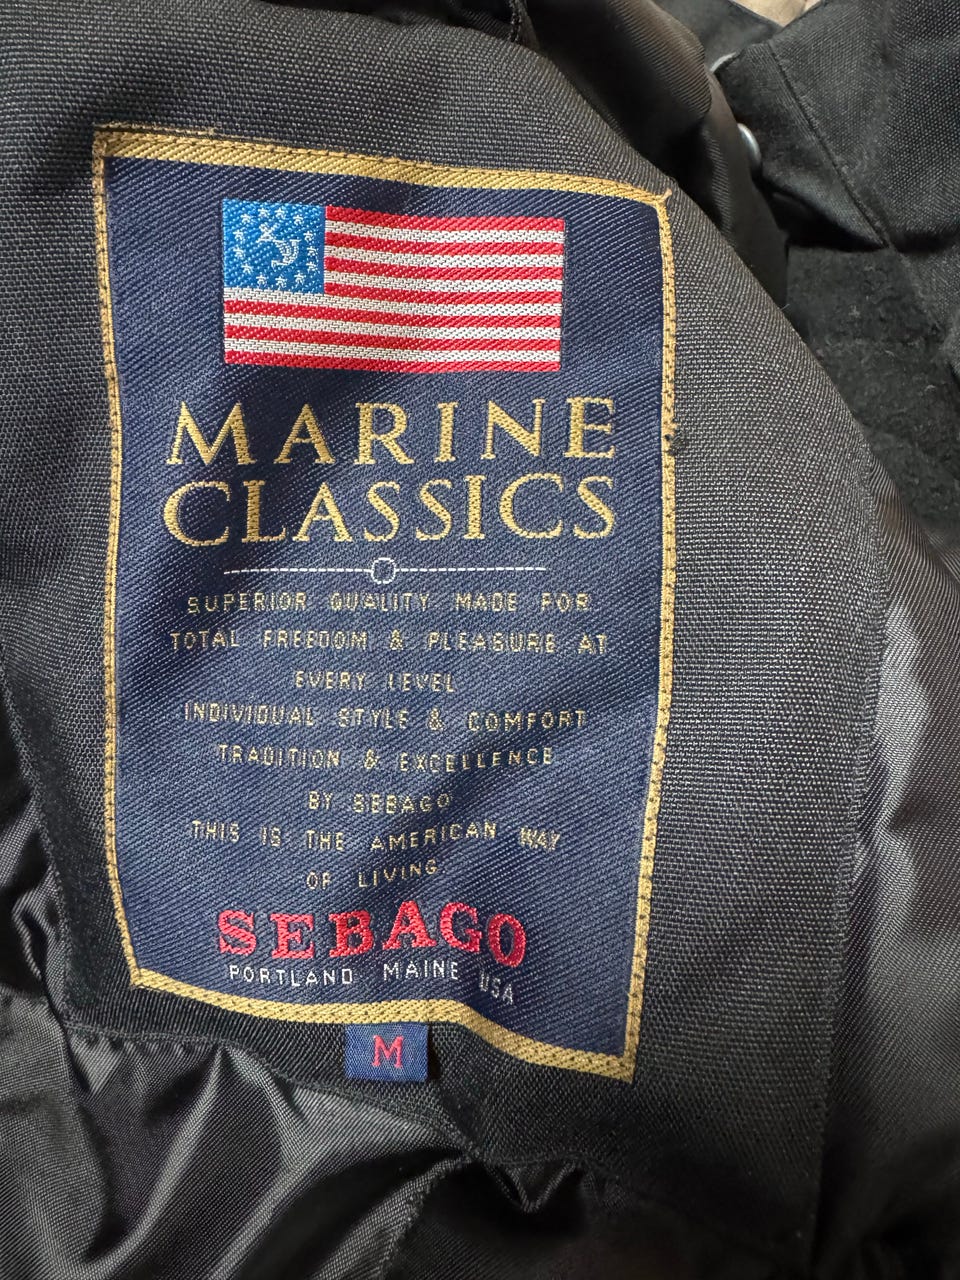 MARINE
CLASSICS
SUPERIOR QUALITY MADE FOR
TOTAL FREEDOM & PLEASURE AT
EVERY LEVEL
INDIVIDUAL STYLE & COMFORT
TRADITION & EXCELLENCE
BY SEBAGO
THIS IS THE AMERICAN WAY
OF LIVING
SEBAGO
PORTLAND MAINE USA
M